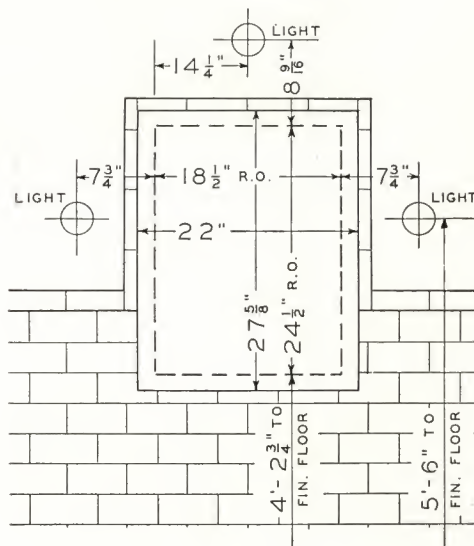 LIGHT
14 1/4"
8 9/16"
7 3/4"
18 1/2" R.O.
7 3/4"
LIGHT
LIGHT
22"
27 5/8"
24 1/2" R.O.
4'-2 3/4" TO
FIN. FLOOR
5'-6" TO
FIN. FLOOR